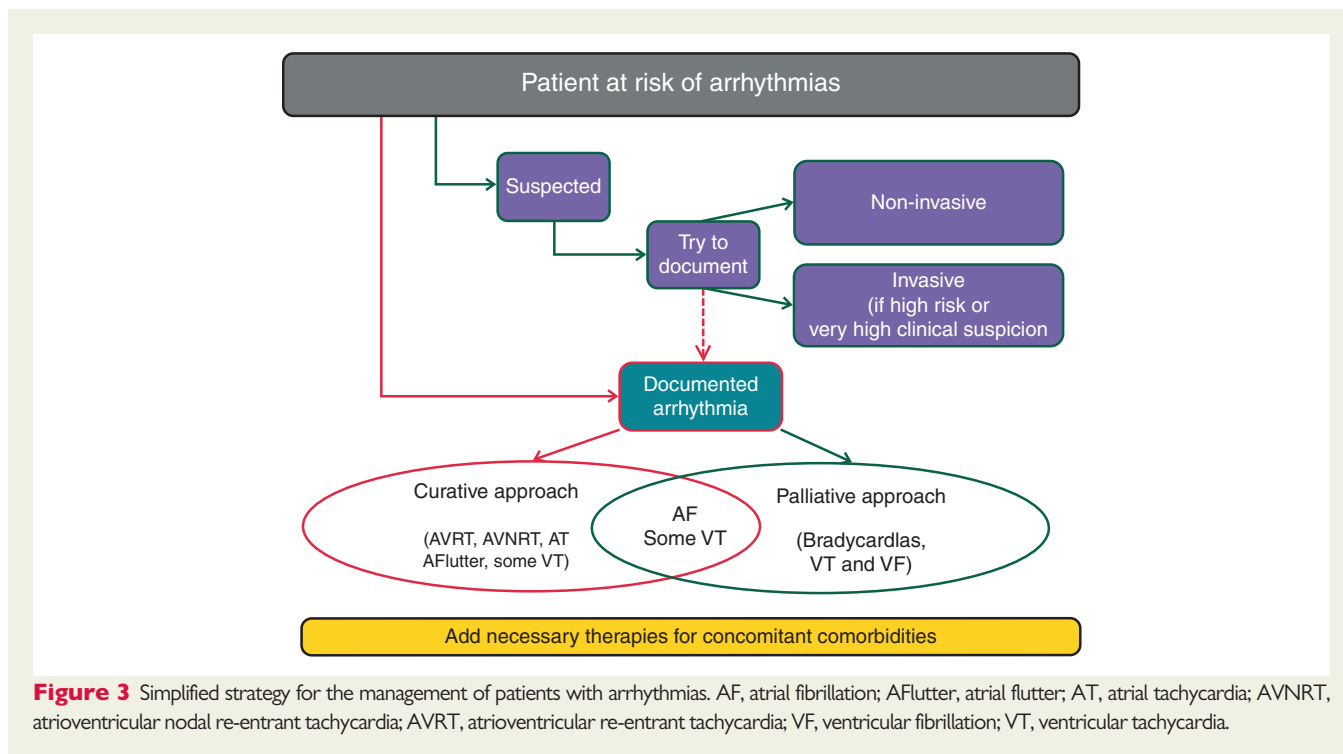 Patient at risk of arrhythmias
Suspected
Non-invasive
Try to
document
Invasive
(if high risk or
very high clinical suspicion
Documented
arrhythmia
Curative approach
(AVRT, AVNRT, AT
AFlutter, some VT)
AF
Some VT
Palliative approach
(Bradycardlas,
VT and VF)
Add necessary therapies for concomitant comorbidities
Figure 3 Simplified strategy for the management of patients with arrhythmias. AF, atrial fibrillation; AFlutter, atrial flutter; AT, atrial tachycardia; AVNRT,
atrioventricular nodal re-entrant tachycardia; AVRT, atrioventricular re-entrant tachycardia; VF, ventricular fibrillation; VT, ventricular tachycardia.